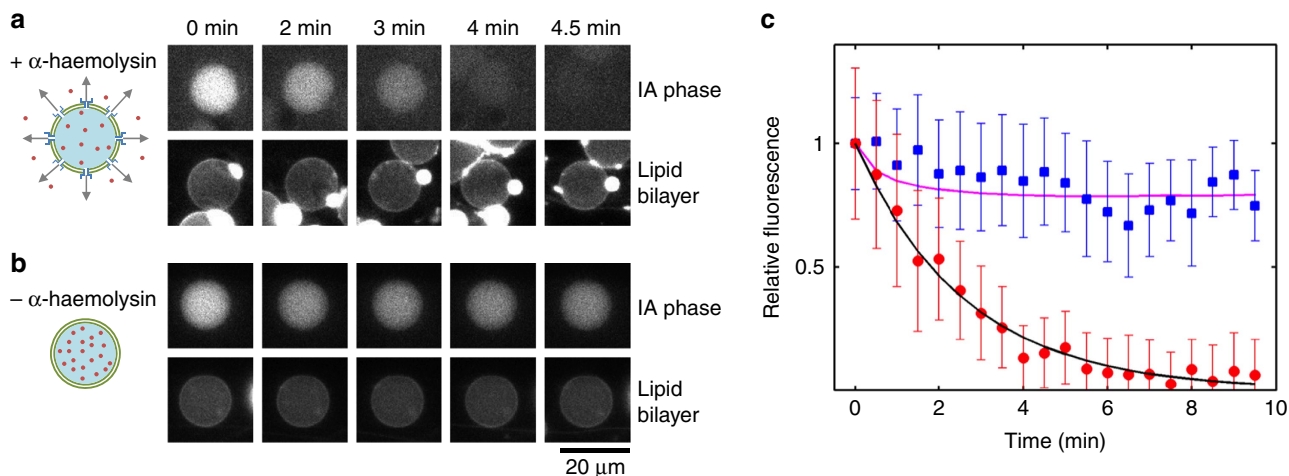 a
0 min 2 min 3 min 4 min 4.5 min
+ α-haemolysin
IA phase
Lipid
bilayer
b
– α-haemolysin
IA phase
Lipid
bilayer
20 μm
c
Relative fluorescence
1
0.5
0 2 4 6 8 10
Time (min)